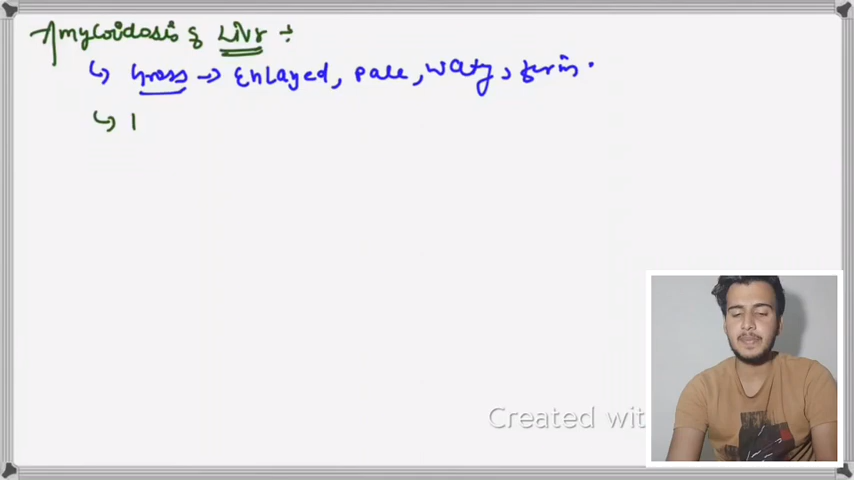 Amyloidosis of Liver ÷
↳ Gross → Enlarged, Pale, waxy, firm.
↳
Created wit